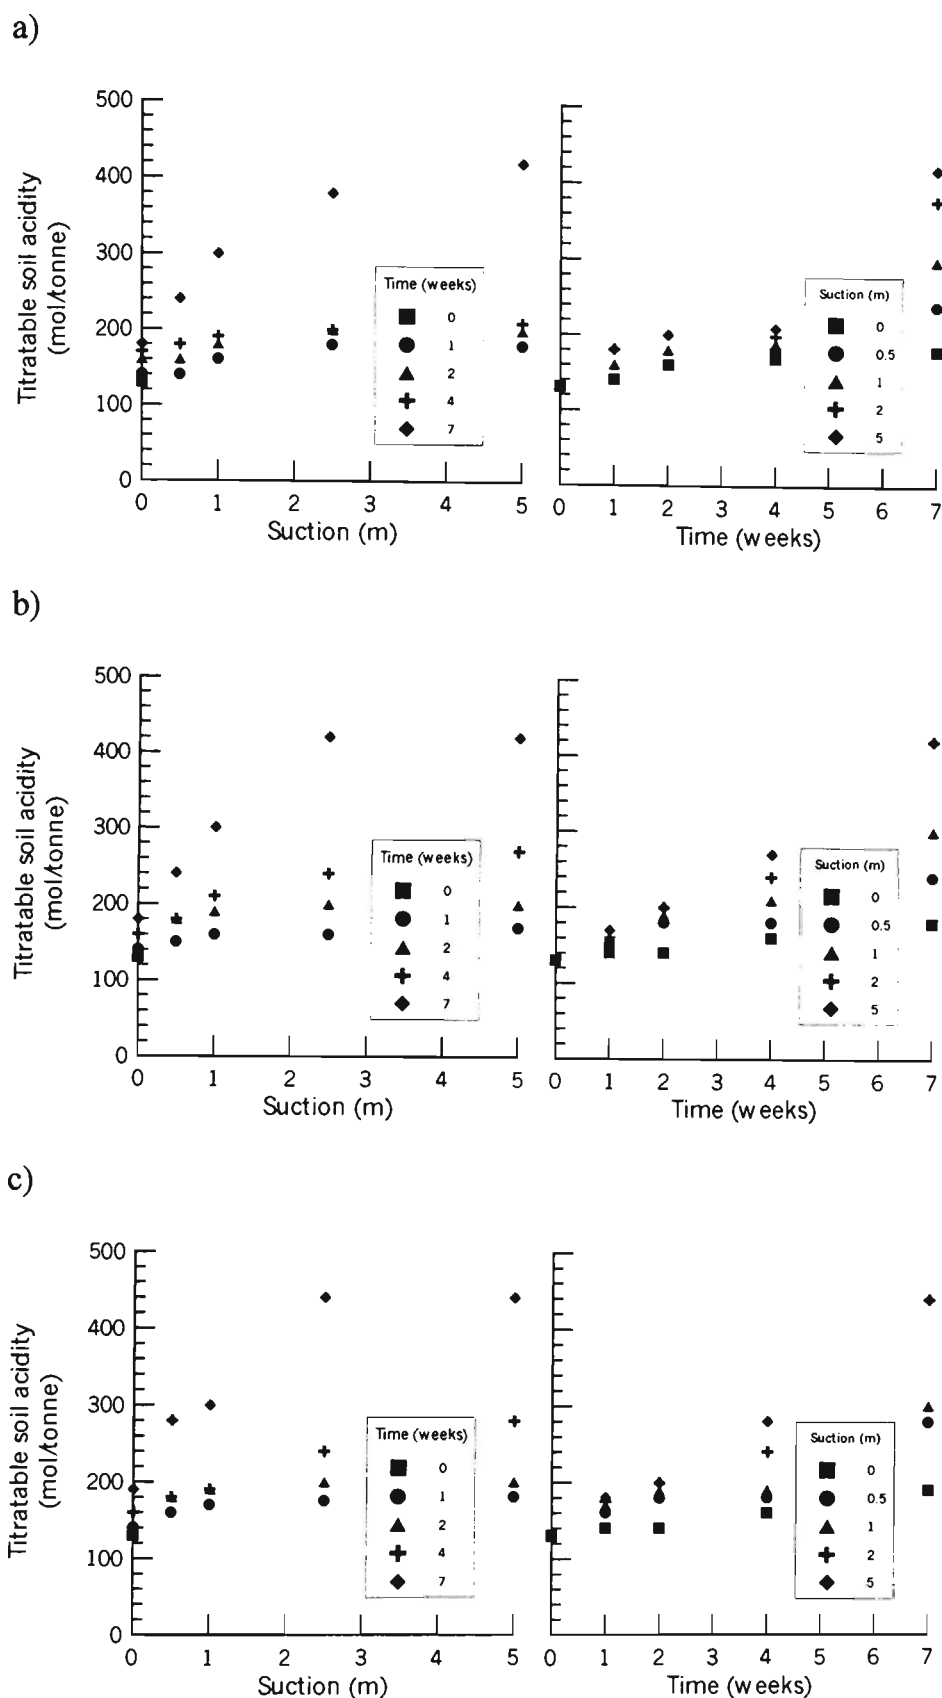 a)
Titratable soil acidity
(mol/tonne)
500
400
300
200
100
0
0 1 2 3 4 5
Suction (m)
Time (weeks)
0
1
2
4
7
0 1 2 3 4 5 6 7
Time (weeks)
Suction (m)
0
0.5
1
2
5
b)
Titratable soil acidity
(mol/tonne)
500
400
300
200
100
0
0 1 2 3 4 5
Suction (m)
Time (weeks)
0
1
2
4
7
0 1 2 3 4 5 6 7
Time (weeks)
Suction (m)
0
0.5
1
2
5
c)
Titratable soil acidity
(mol/tonne)
500
400
300
200
100
0
0 1 2 3 4 5
Suction (m)
Time (weeks)
0
1
2
4
7
0 1 2 3 4 5 6 7
Time (weeks)
Suction (m)
0
0.5
1
2
5